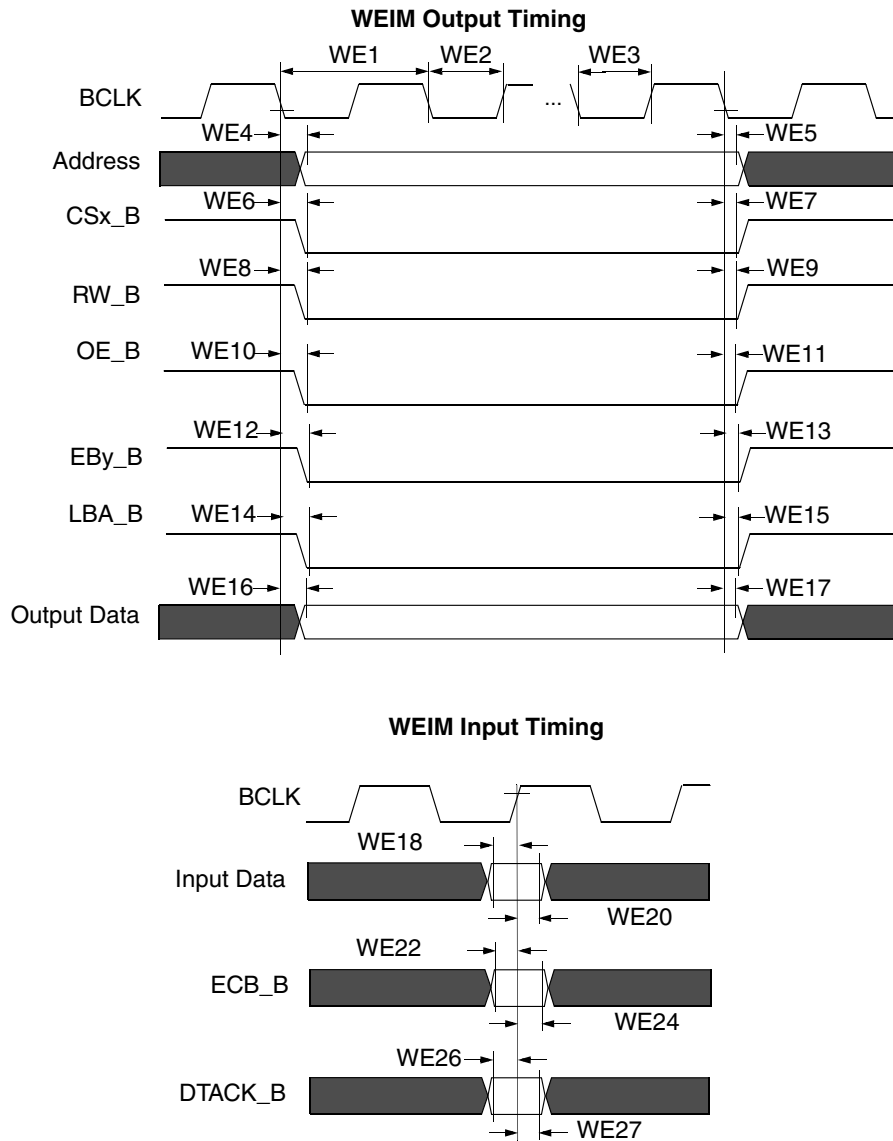 WEIM Output Timing
WE1 WE2 WE3
BCLK
...
WE4 WE5
Address
WE6 WE7
CSx_B
WE8 WE9
RW_B
OE_B
WE10 WE11
WE12 WE13
EBy_B
LBA_B
WE14 WE15
WE16 WE17
Output Data
WEIM Input Timing
BCLK
WE18
Input Data
WE20
WE22
ECB_B
WE24
WE26
DTACK_B
WE27